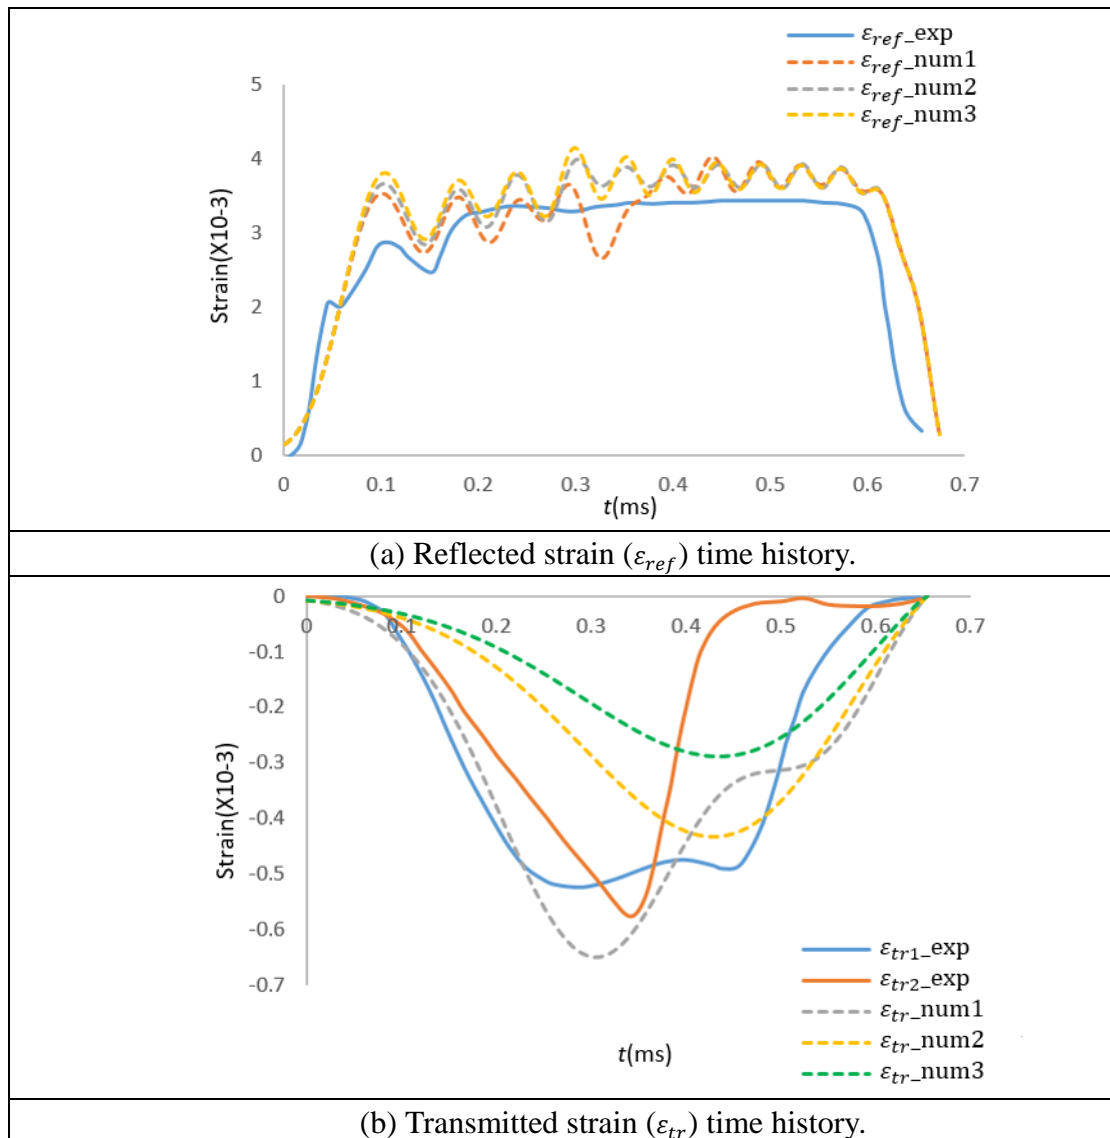 ε_ref_exp
ε_ref_num1
ε_ref_num2
ε_ref_num3
5
4
3
2
1
0
Strain(X10-3)
0 0.1 0.2 0.3 0.4 0.5 0.6 0.7
t(ms)
(a) Reflected strain (ε_ref) time history.
0
-0.1
-0.2
-0.3
-0.4
-0.5
-0.6
-0.7
Strain(X10-3)
0 0.1 0.2 0.3 0.4 0.5 0.6 0.7
t(ms)
ε_tr1_exp
ε_tr2_exp
ε_tr_num1
ε_tr_num2
ε_tr_num3
(b) Transmitted strain (ε_tr) time history.